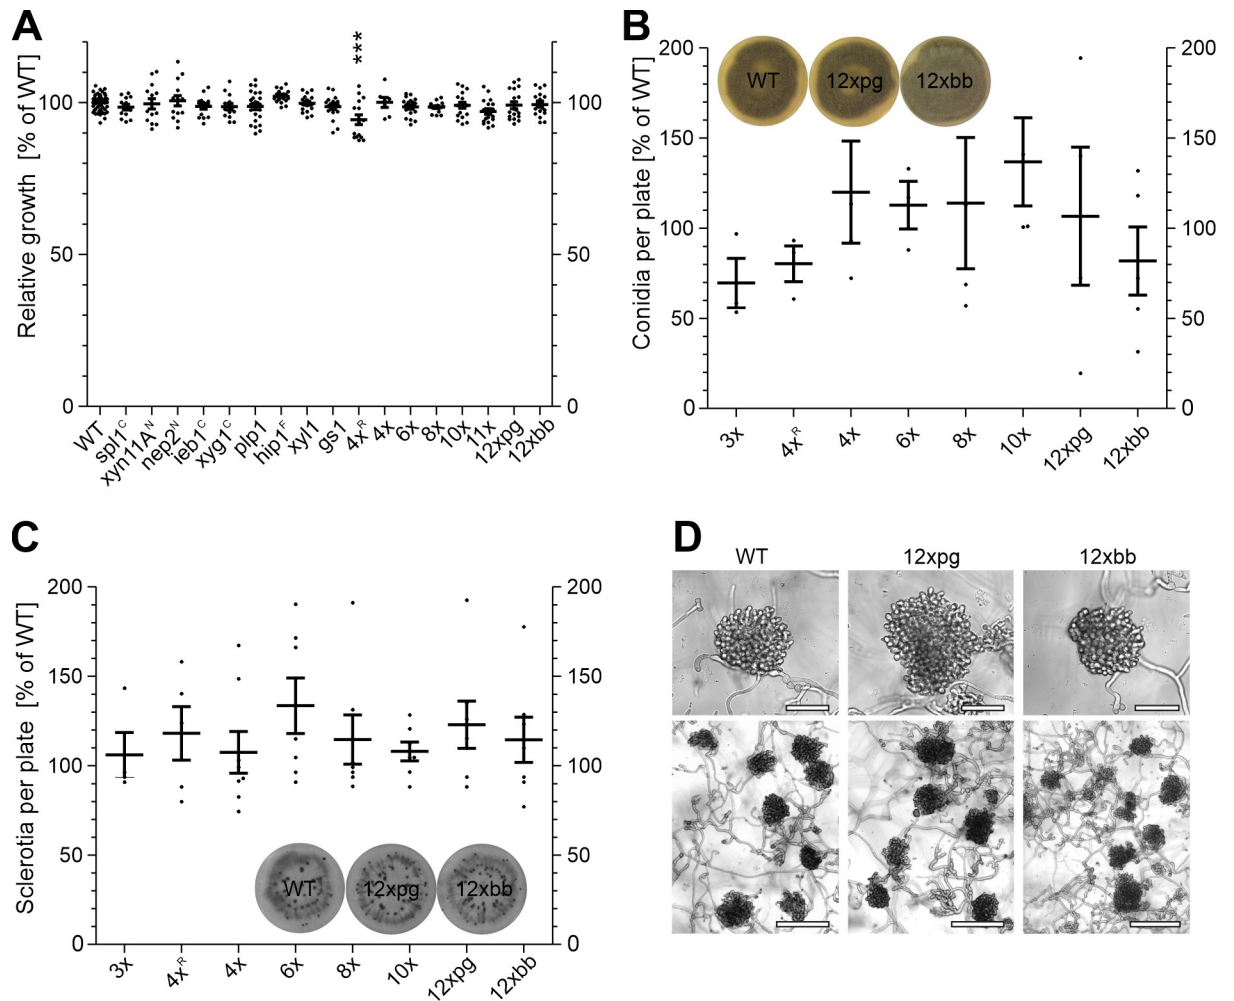 A
Relative growth [% of WT]
100
50
0
***
100
50
0
WT
spl1C
xyn11AN
nep2N
ieb1C
xyg1C
plp1
hip1F
xyl1
gs1
4xR
4x
6x
8x
10x
11x
12xpg
12xbb
B
Conidia per plate [% of WT]
200
150
100
50
0
WT
12xpg
12xbb
200
150
100
50
0
3x
4xR
4x
6x
8x
10x
12xpg
12xbb
C
Sclerotia per plate [% of WT]
200
150
100
50
0
WT
12xpg
12xbb
200
150
100
50
0
3x
4xR
4x
6x
8x
10x
12xpg
12xbb
D
WT
12xpg
12xbb